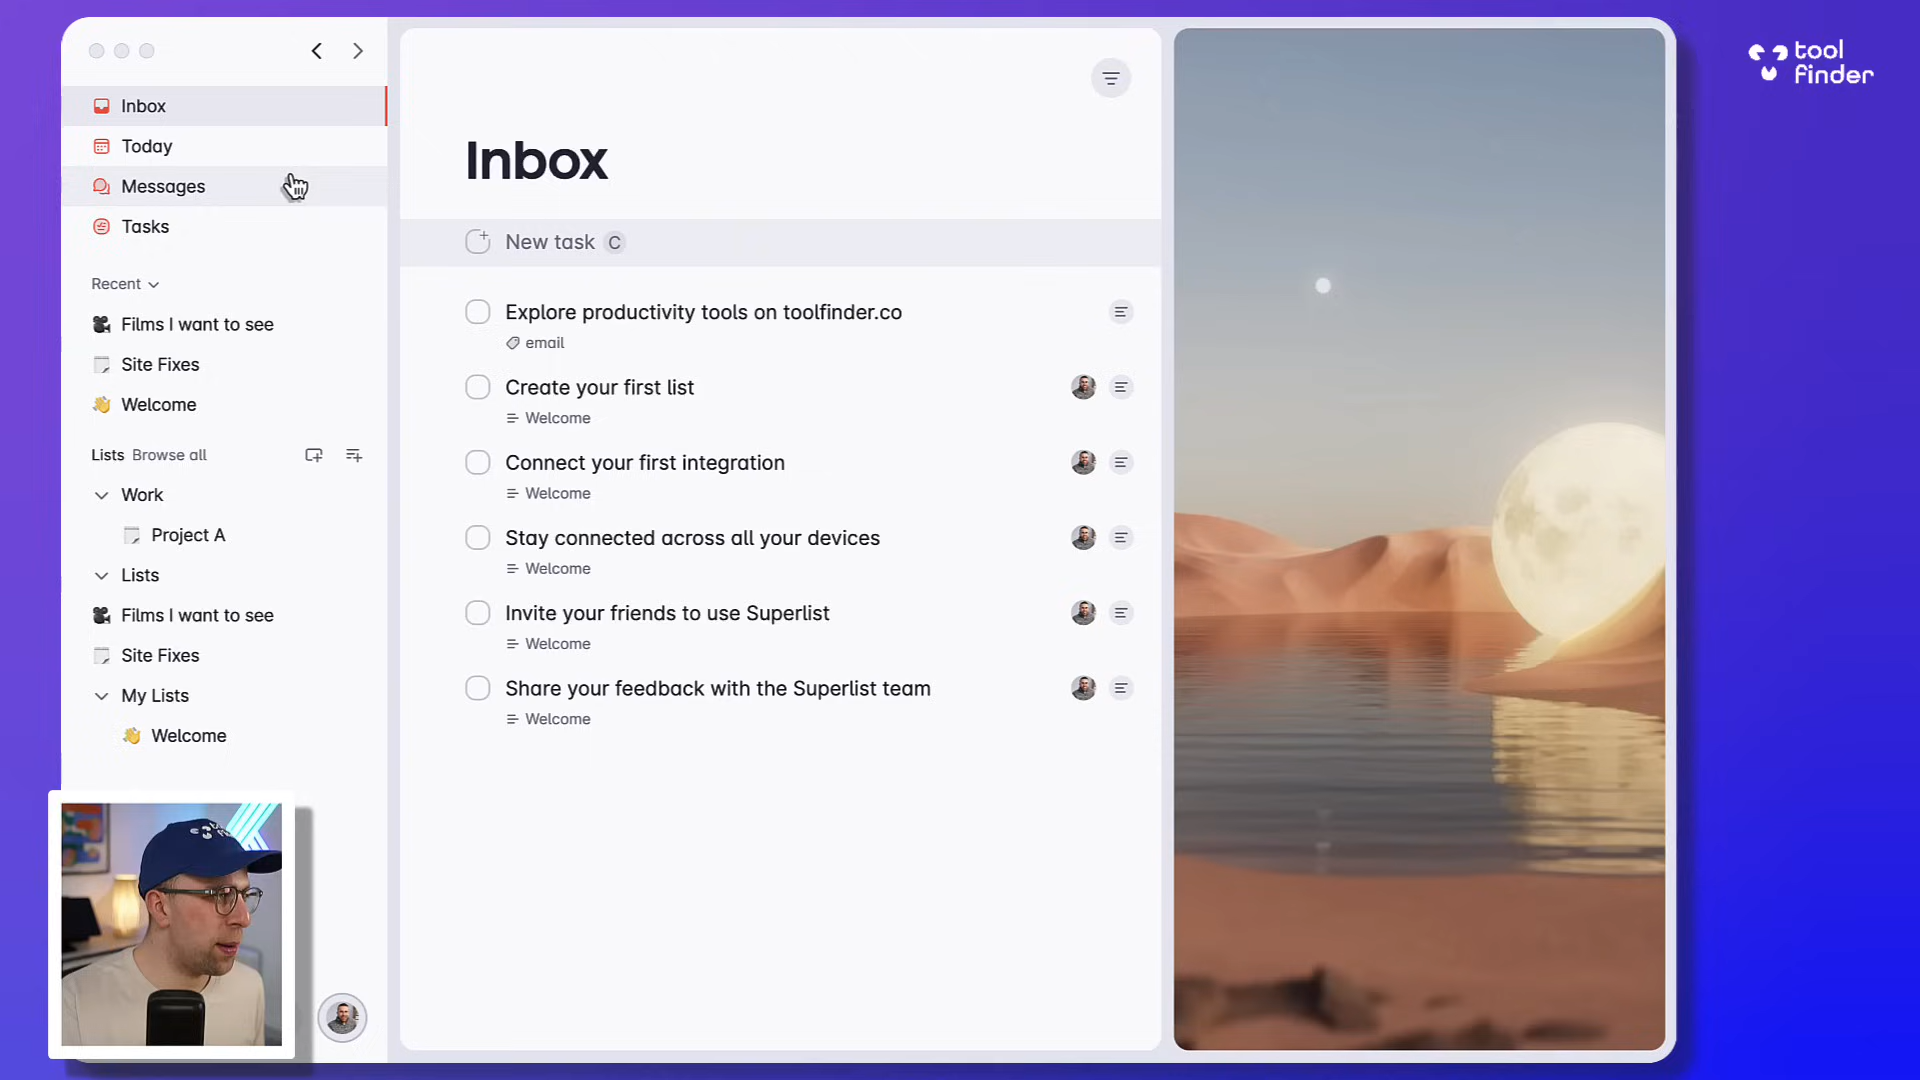 Inbox
Today
Messages
Tasks
Recent
Films I want to see
Site Fixes
Welcome
Lists Browse all
Work
Project A
Lists
Films I want to see
Site Fixes
My Lists
Welcome
Inbox
New task C
Explore productivity tools on toolfinder.co
email
Create your first list
Welcome
Connect your first integration
Welcome
Stay connected across all your devices
Welcome
Invite your friends to use Superlist
Welcome
Share your feedback with the Superlist team
Welcome
tool
finder